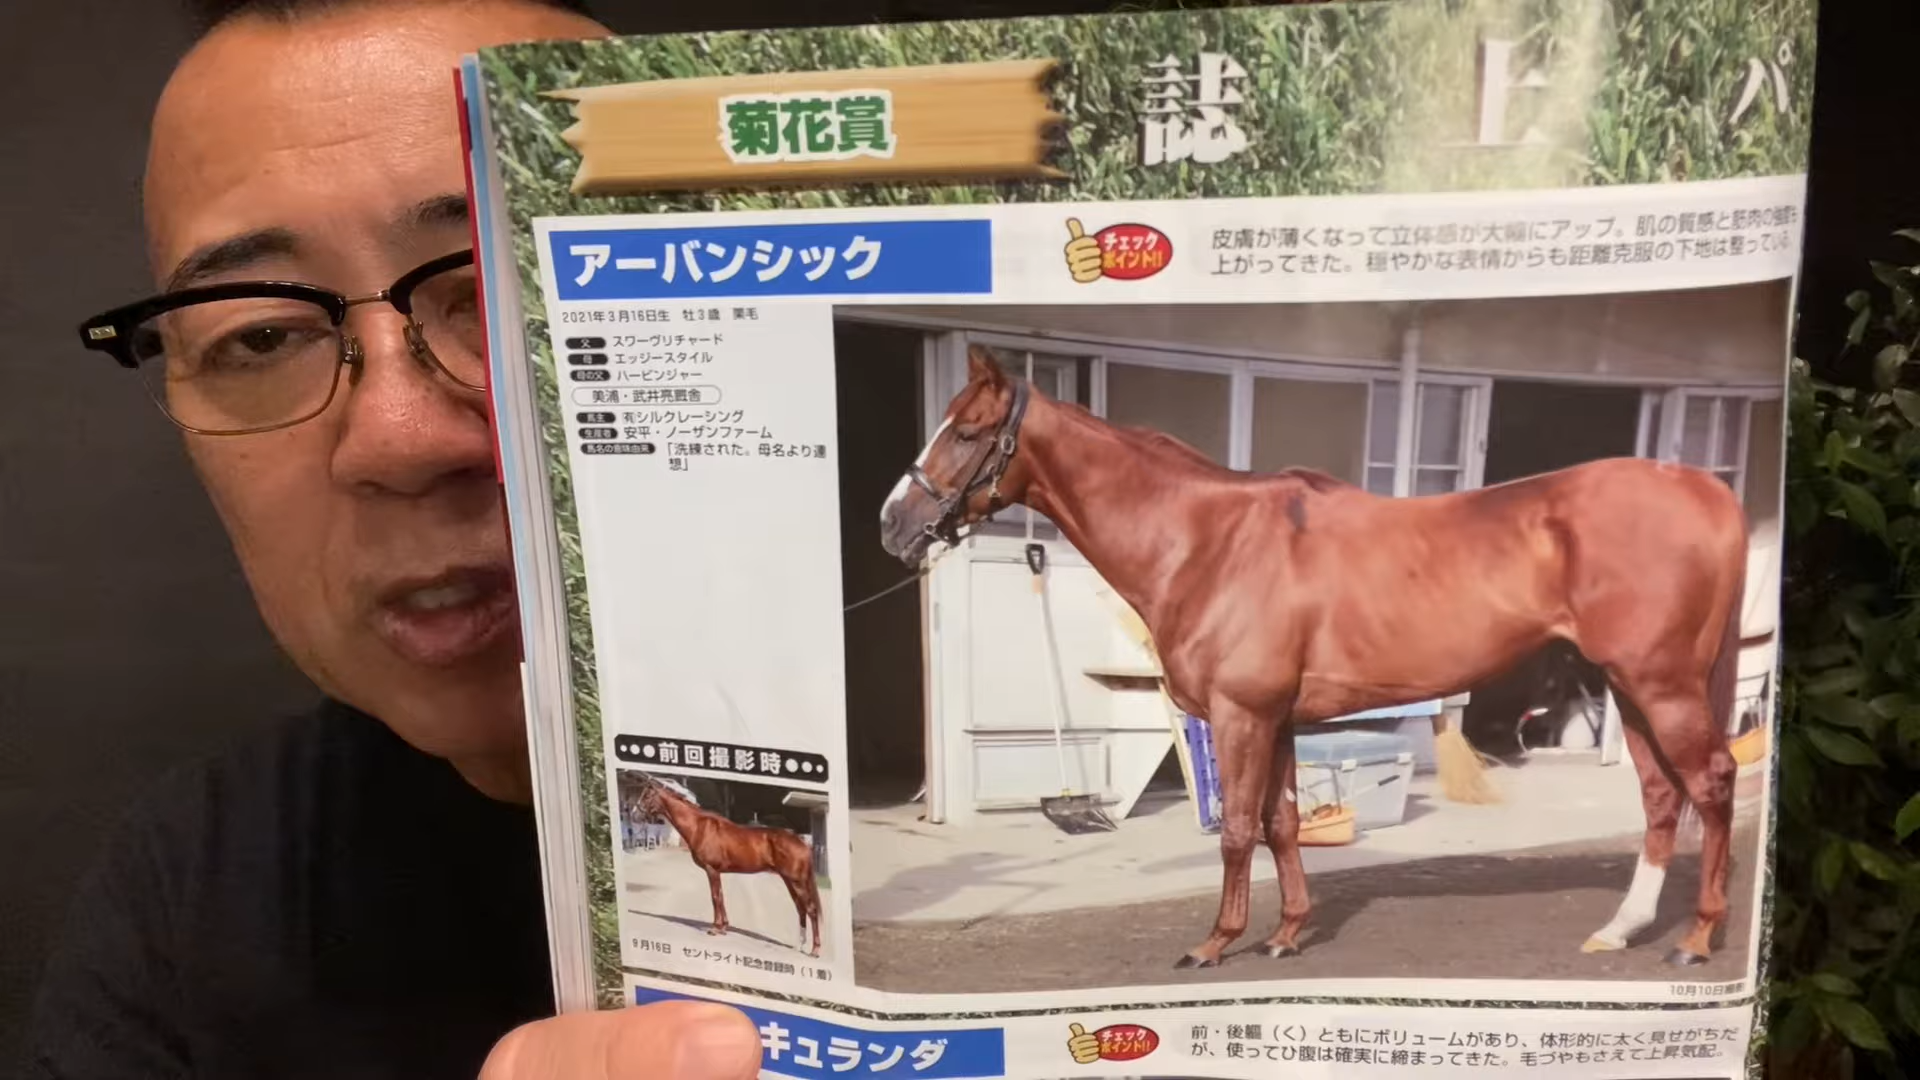 菊花賞
誌 上 パ
アーバンシック
チェック
ポイント!!
皮膚が薄くなって立体感が大幅にアップ。肌の質感と筋肉の強度も
上がってきた。穏やかな表情からも距離克服の下地は整っている。
2021年3月16日生 牡3歳 栗毛
父 スワーヴリチャード
母 エッジースタイル
母の父 ハービンジャー
美浦・武井亮厩舎
馬主 ㈲シルクレーシング
生産者 安平・ノーザンファーム
馬名の意味由来 「洗練された。母名より連
想」
•••前回撮影時•••
9月16日 セントライト記念登録時(1着)
10月10日撮影
キュランダ
チェック
ポイント!!
前・後軀(く)ともにボリュームがあり、体形的に太く見せがちだ
が、使ってひ腹は確実に締まってきた。毛づやもさえて上昇気配。